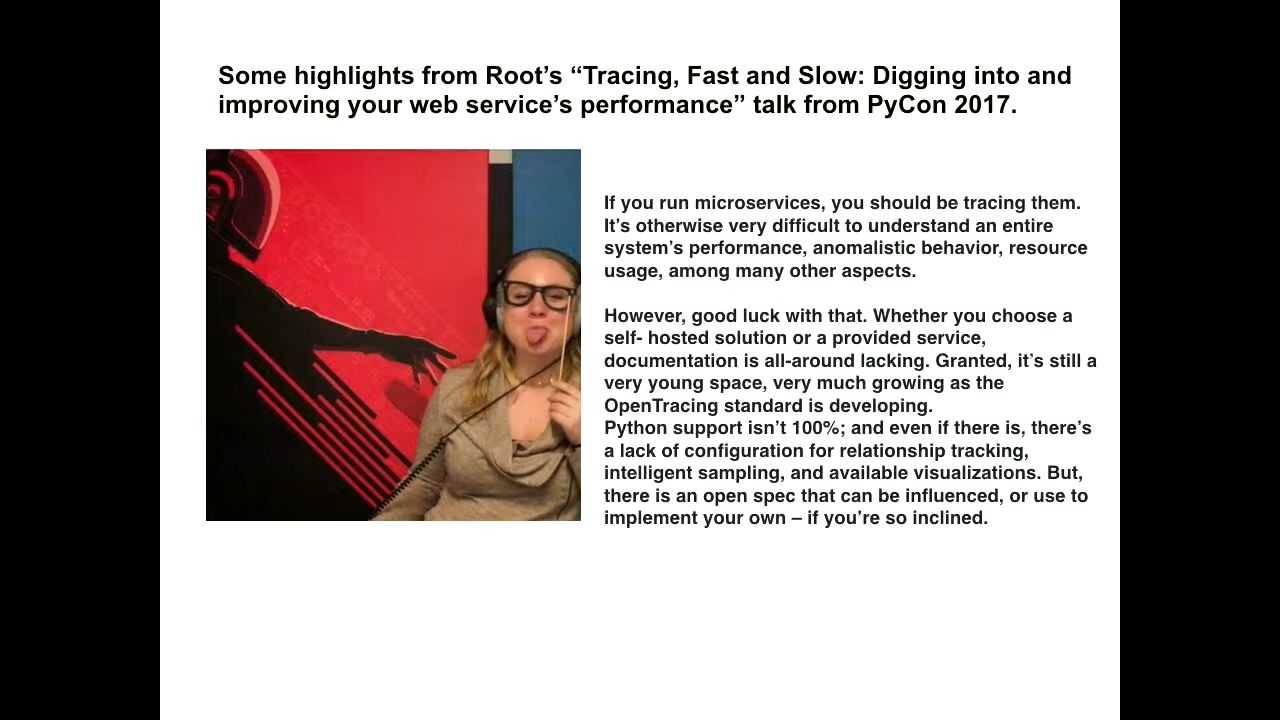 Some highlights from Root’s “Tracing, Fast and Slow: Digging into and
improving your web service’s performance” talk from PyCon 2017.
If you run microservices, you should be tracing them.
It’s otherwise very difficult to understand an entire
system’s performance, anomalistic behavior, resource
usage, among many other aspects.
However, good luck with that. Whether you choose a
self- hosted solution or a provided service,
documentation is all-around lacking. Granted, it’s still a
very young space, very much growing as the
OpenTracing standard is developing.
Python support isn’t 100%; and even if there is, there’s
a lack of configuration for relationship tracking,
intelligent sampling, and available visualizations. But,
there is an open spec that can be influenced, or use to
implement your own – if you’re so inclined.